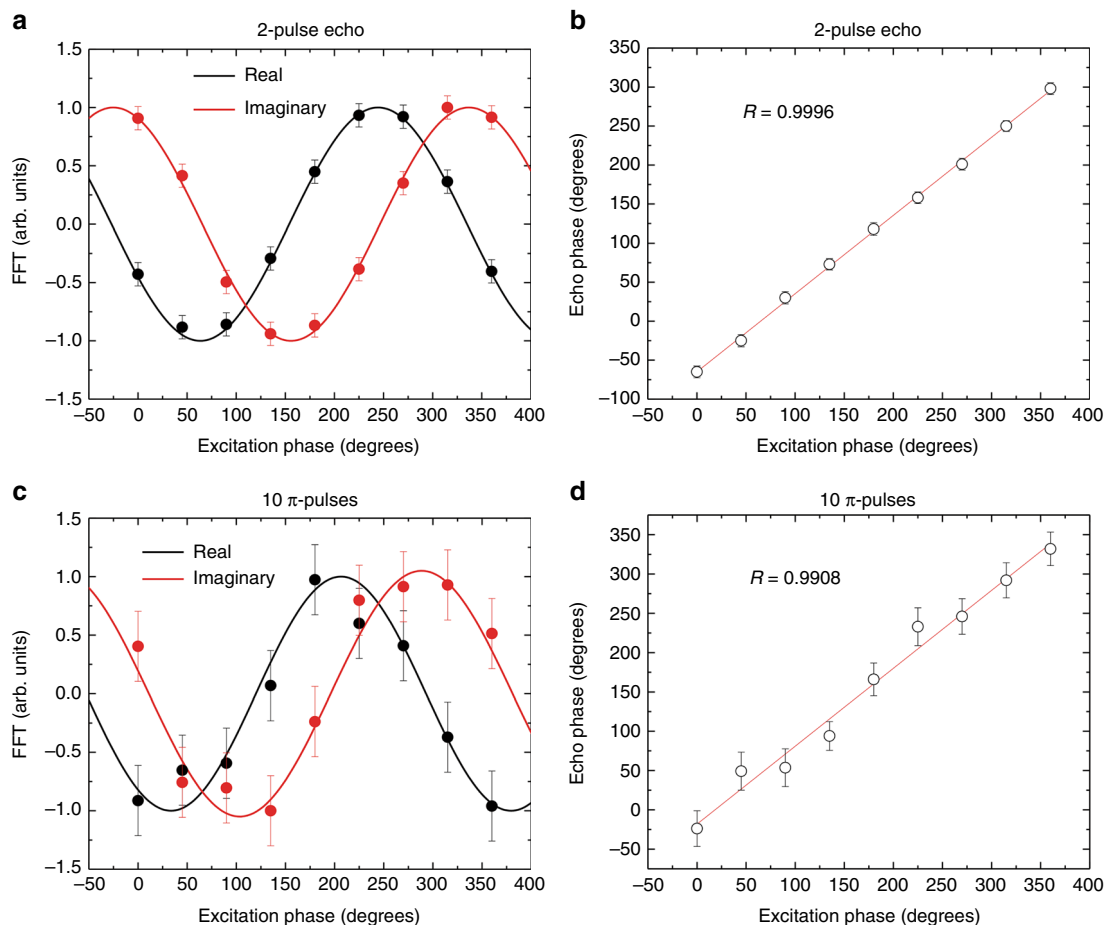 a
2-pulse echo
1.5
1.0
0.5
0.0
–0.5
–1.0
–1.5
FFT (arb. units)
Real
Imaginary
–50 0 50 100 150 200 250 300 350 400
Excitation phase (degrees)
b
2-pulse echo
350
300
250
200
150
100
50
0
–50
–100
Echo phase (degrees)
R = 0.9996
–50 0 50 100 150 200 250 300 350 400
Excitation phase (degrees)
c
10 π-pulses
1.5
1.0
0.5
0.0
–0.5
–1.0
–1.5
FFT (arb. units)
Real
Imaginary
–50 0 50 100 150 200 250 300 350 400
Excitation phase (degrees)
d
10 π-pulses
350
300
250
200
150
100
50
0
–50
Echo phase (degrees)
R = 0.9908
–50 0 50 100 150 200 250 300 350 400
Excitation phase (degrees)